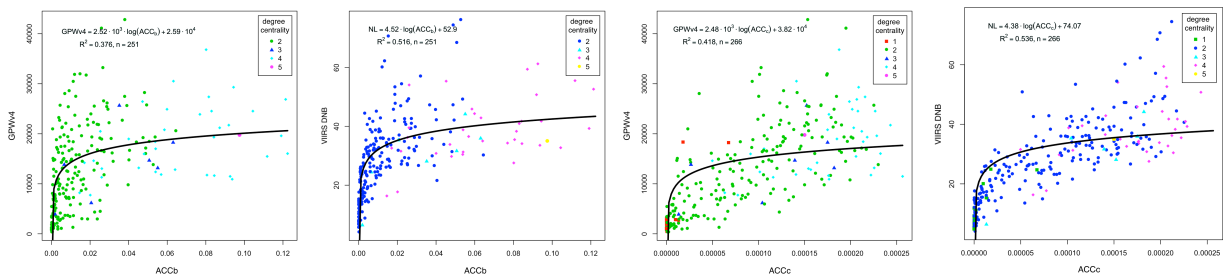 GPWv4 = 2.52 · 10³ · log(ACCb) + 2.59 · 10⁴
R² = 0.376, n = 251
degree
centrality
2
3
4
5
GPWv4
0 10000 20000 30000 40000
0.00 0.02 0.04 0.06 0.08 0.10 0.12
ACCb
NL = 4.52 · log(ACCb) + 52.9
R² = 0.516, n = 251
degree
centrality
2
3
4
5
VIIRS DNB
20 40 60
0.00 0.02 0.04 0.06 0.08 0.10 0.12
ACCb
GPWv4 = 2.48 · 10³ · log(ACCc) + 3.82 · 10⁴
R² = 0.418, n = 266
degree
centrality
1
2
3
4
5
GPWv4
0 10000 20000 30000 40000
0.00000 0.00005 0.00010 0.00015 0.00020 0.00025
ACCc
NL = 4.38 · log(ACCc) + 74.07
R² = 0.536, n = 266
degree
centrality
1
2
3
4
5
VIIRS DNB
20 40 60
0.00000 0.00005 0.00010 0.00015 0.00020 0.00025
ACCc